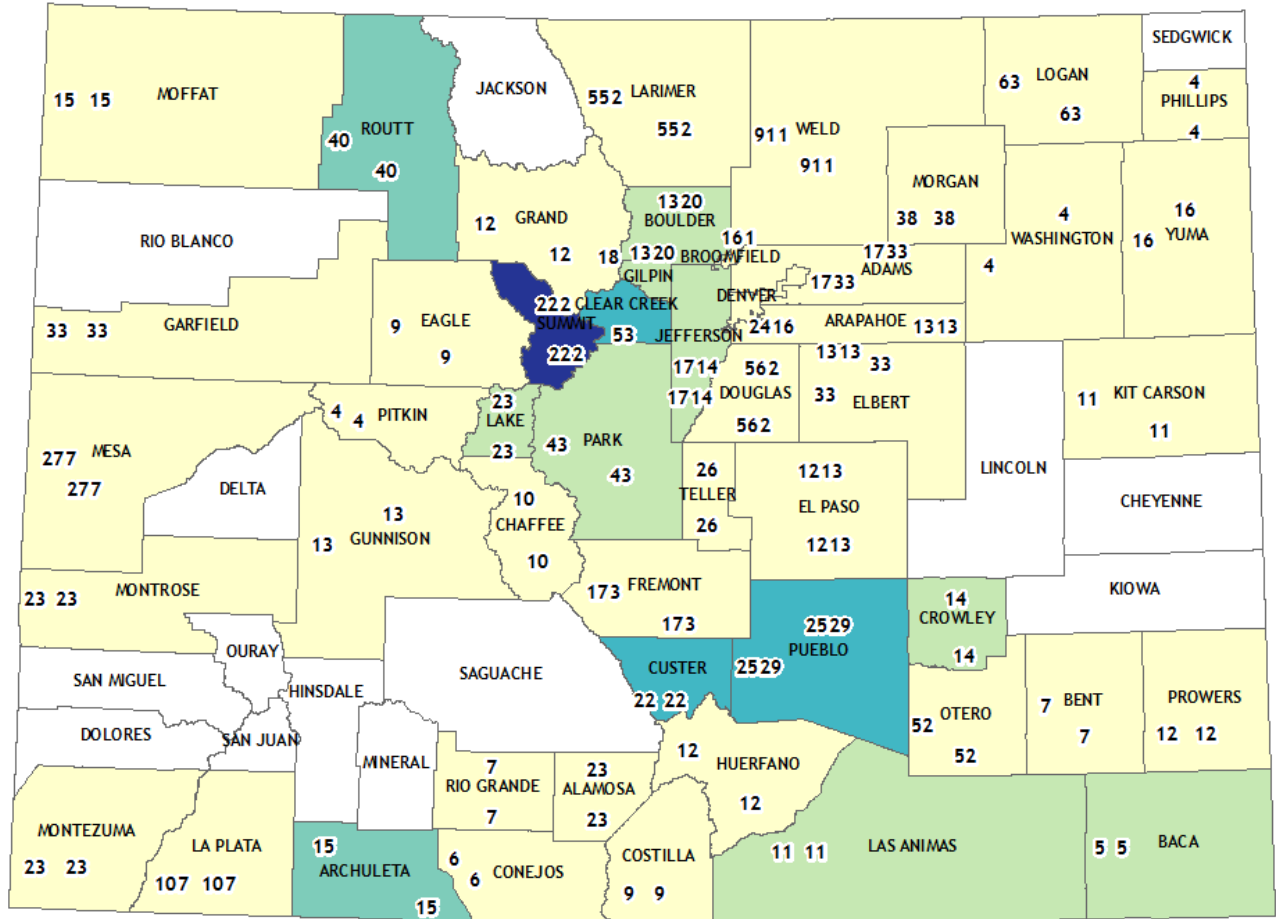 SEDGWICK
LOGAN
63
4
JACKSON
LARIMER
552
MOFFAT
15 15
PHILLIPS
63
4
ROUTT
552
911
WELD
40
911
40
MORGAN
1320
38 38
4
16
GRAND
BOULDER
WASHINGTON
16
YUMA
12
RIO BLANCO
161
12
18
1320
BROOMFIELD
1733
4
GILPIN
ADAMS
1733
DENVER
222
CLEAR CREEK
9
EAGLE
SUMMIT
33 33
GARFIELD
53
JEFFERSON
2416
ARAPAHOE
1313
9
222
1714
562
1313
33
1714
DOUGLAS
33
ELBERT
KIT CARSON
11
23
4
4
PITKIN
LAKE
562
11
PARK
43
MESA
23
277
43
26
1213
LINCOLN
277
DELTA
TELLER
CHEYENNE
10
EL PASO
13
CHAFFEE
26
13
GUNNISON
1213
10
FREMONT
MONTROSE
173
KIOWA
23 23
14
CROWLEY
173
2529
PUEBLO
OURAY
14
SAGUACHE
CUSTER
2529
SAN MIGUEL
HINSDALE
22 22
7
BENT
PROWERS
OTERO
52
DOLORES
SAN JUAN
7
12 12
12
52
MINERAL
HUERFANO
7
23
RIO GRANDE
ALAMOSA
12
7
23
MONTEZUMA
LA PLATA
15
COSTILLA
11 11
LAS ANIMAS
5 5
BACA
23 23
ARCHULETA
6
6
CONEJOS
107 107
9 9
15